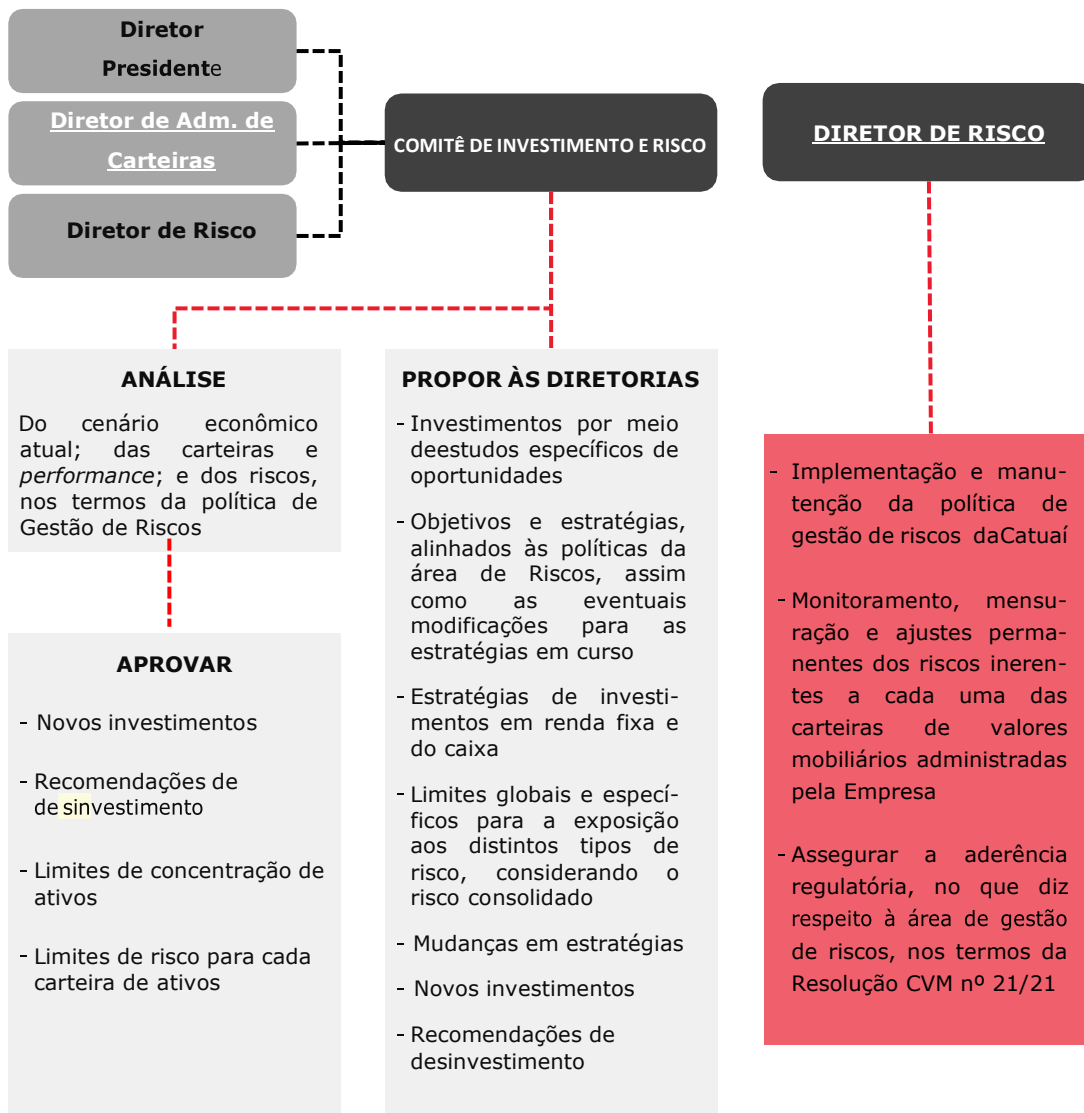 Diretor
Presidente
Diretor de Adm. de
Carteiras
Diretor de Risco
COMITÊ DE INVESTIMENTO E RISCO
DIRETOR DE RISCO
ANÁLISE
Do cenário econômico
atual; das carteiras e
performance; e dos riscos,
nos termos da política de
Gestão de Riscos
APROVAR
- Novos investimentos
- Recomendações de
desinvestimento
- Limites de concentração de
ativos
- Limites de risco para cada
carteira de ativos
PROPOR ÀS DIRETORIAS
- Investimentos por meio
deestudos específicos de
oportunidades
- Objetivos e estratégias,
alinhados às políticas da
área de Riscos, assim
como as eventuais
modificações para as
estratégias em curso
- Estratégias de investi-
mentos em renda fixa e
do caixa
- Limites globais e especí-
ficos para a exposição
aos distintos tipos de
risco, considerando o
risco consolidado
- Mudanças em estratégias
- Novos investimentos
- Recomendações de
desinvestimento
- Implementação e manu-
tenção da política de
gestão de riscos daCatuaí
- Monitoramento, mensu-
ração e ajustes perma-
nentes dos riscos ineren-
tes a cada uma das
carteiras de valores
mobiliários administradas
pela Empresa
- Assegurar a aderência
regulatória, no que diz
respeito à área de gestão
de riscos, nos termos da
Resolução CVM nº 21/21